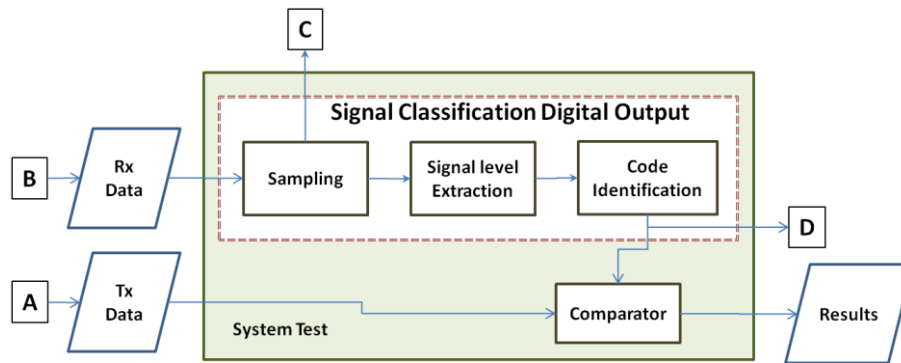 C
Signal Classification Digital Output
B
Rx
Data
Sampling
Signal level
Extraction
Code
Identification
D
A
Tx
Data
Comparator
Results
System Test